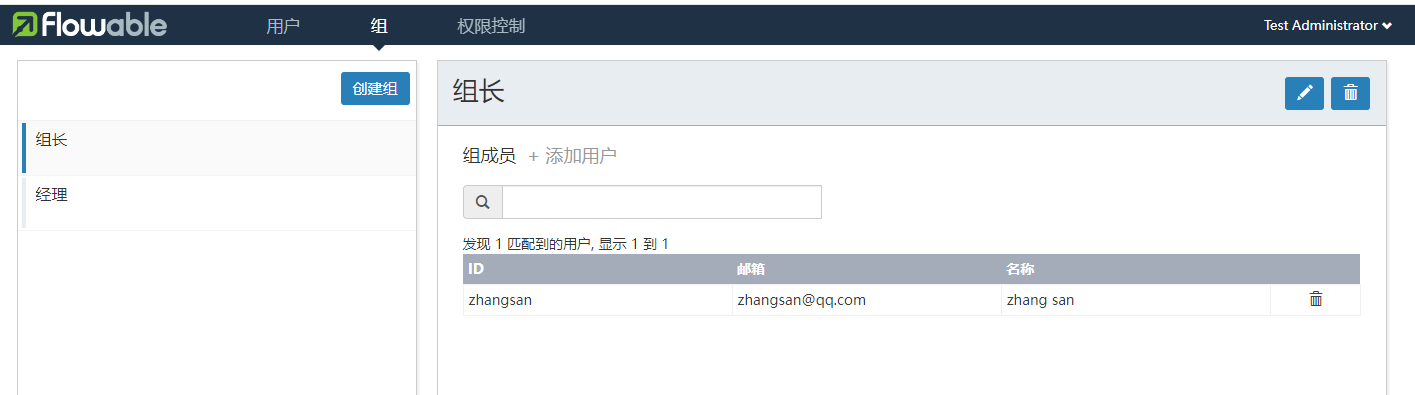 Flowable 用户 组 权限控制 Test Administrator
创建组
组长
经理
组长
组成员 + 添加用户
发现 1 匹配到的用户, 显示 1 到 1
ID 邮箱 名称
zhangsan zhangsan@qq.com zhang san